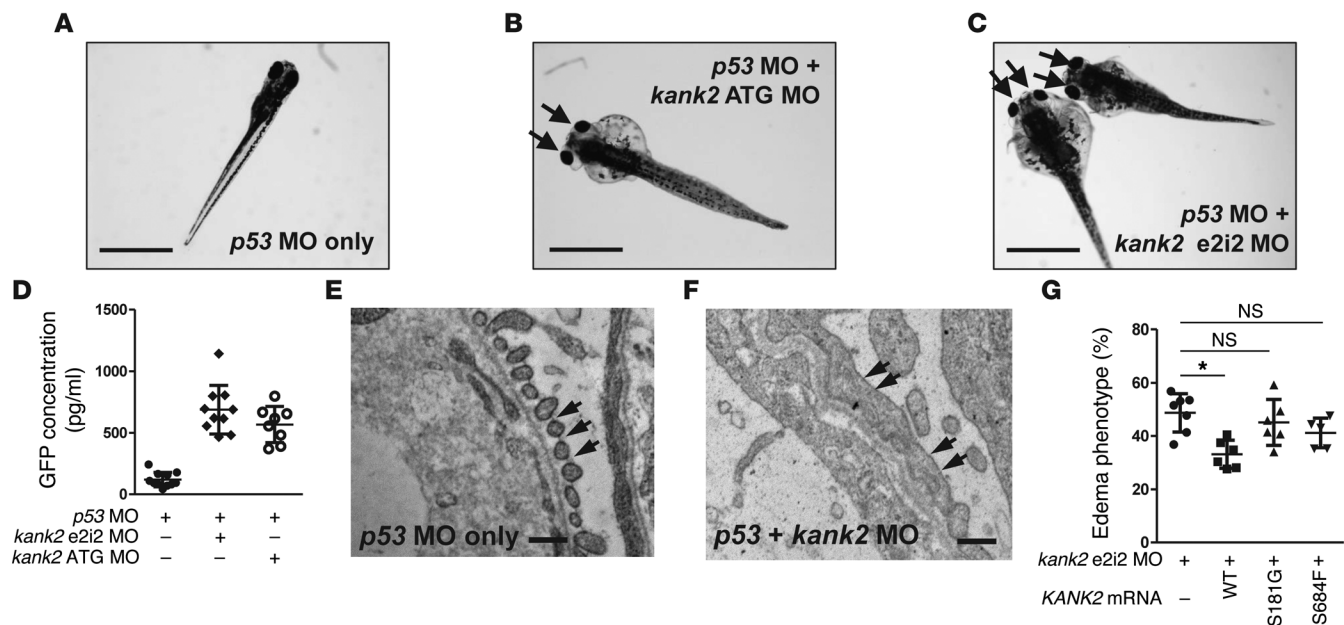 A
p53 MO only
B
p53 MO +
kank2 ATG MO
C
p53 MO +
kank2 e2i2 MO
D
GFP concentration
(pg/ml)
1500
1000
500
0
p53 MO + + +
kank2 e2i2 MO – + –
kank2 ATG MO – – +
E
p53 MO only
F
p53 + kank2 MO
G
NS
NS
*
Edema phenotype (%)
80
60
40
20
0
kank2 e2i2 MO + + + +
KANK2 mRNA – WT S181G S684F